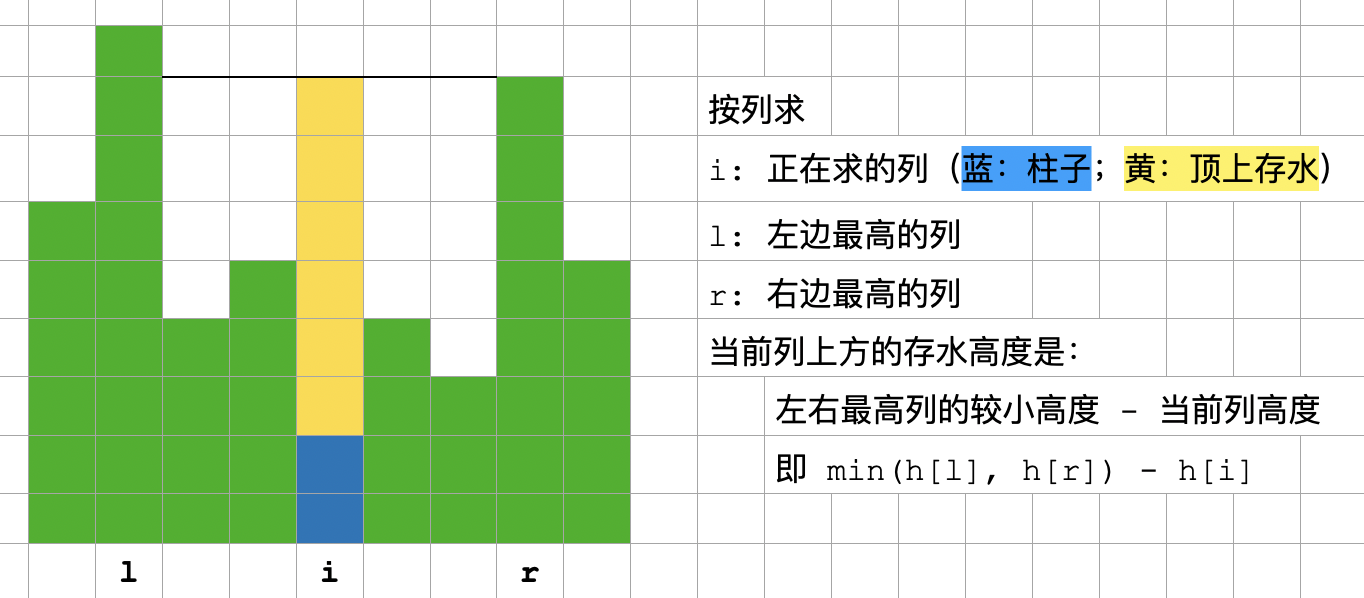 按列求
i: 正在求的列（蓝：柱子；黄：顶上存水）
l: 左边最高的列
r: 右边最高的列
当前列上方的存水高度是：
左右最高列的较小高度 - 当前列高度
即 min(h[l], h[r]) - h[i]
l i r